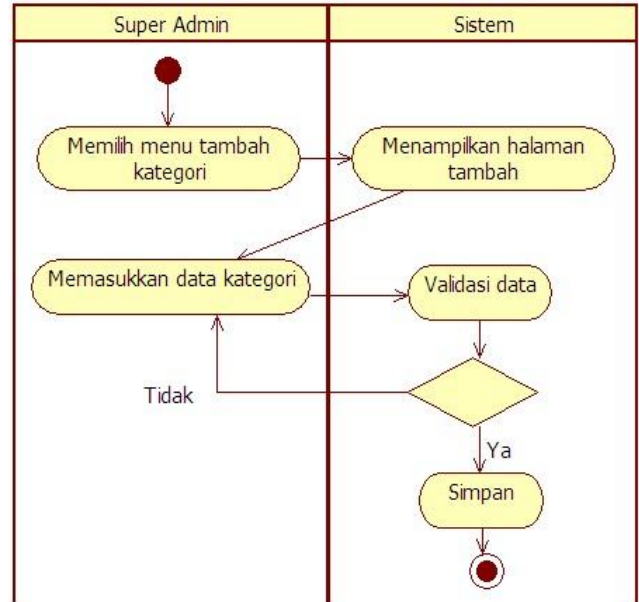 Super Admin
Sistem
Memilih menu tambah
kategori
Menampilkan halaman
tambah
Memasukkan data kategori
Validasi data
Tidak
Ya
Simpan